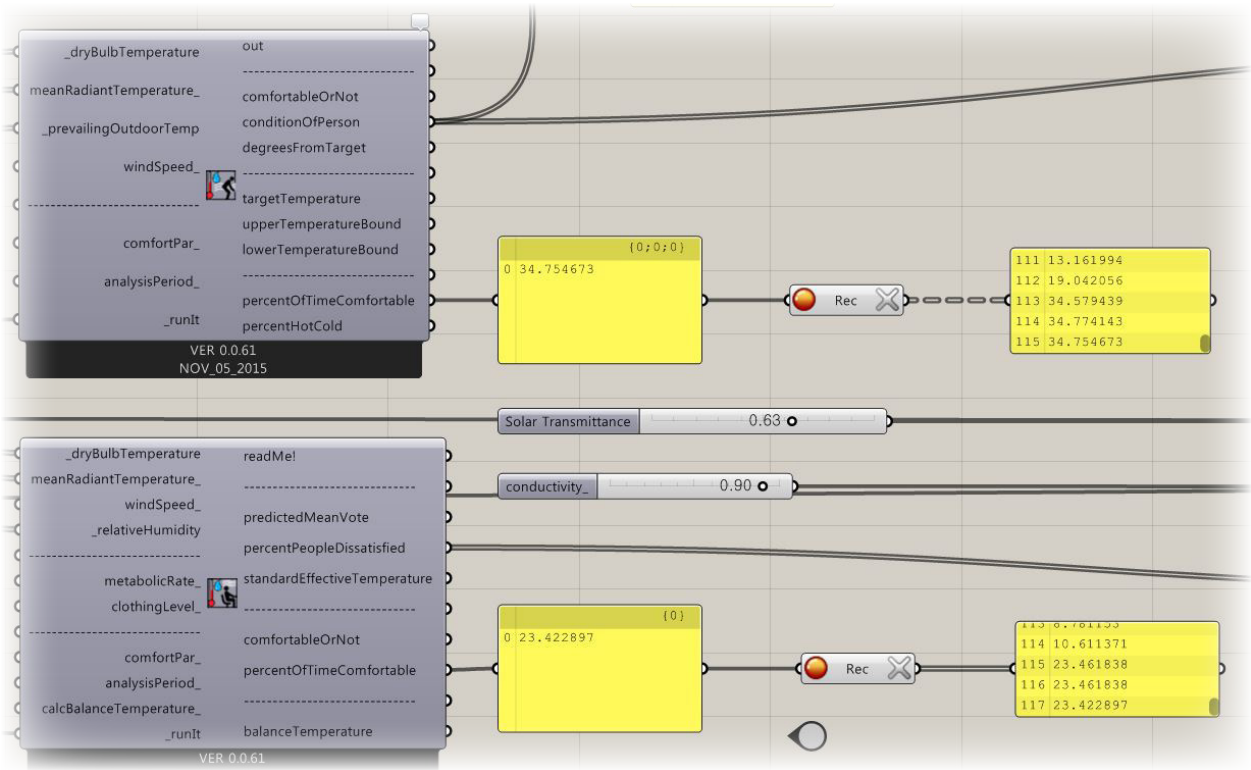 _dryBulbTemperature
meanRadiantTemperature_
_prevailingOutdoorTemp
windSpeed_
comfortPar_
analysisPeriod_
_runIt
out
comfortableOrNot
conditionOfPerson
degreesFromTarget
targetTemperature
upperTemperatureBound
lowerTemperatureBound
percentOfTimeComfortable
percentHotCold
VER 0.0.61
NOV_05_2015
{0;0;0}
0 34.754673
Rec
111 13.161994
112 19.042056
113 34.579439
114 34.774143
115 34.754673
Solar Transmittance 0.63
conductivity_ 0.90
_dryBulbTemperature
meanRadiantTemperature_
windSpeed_
_relativeHumidity
metabolicRate_
clothingLevel_
comfortPar_
analysisPeriod_
calcBalanceTemperature_
_runIt
readMe!
predictedMeanVote
percentPeopleDissatisfied
standardEffectiveTemperature
comfortableOrNot
percentOfTimeComfortable
balanceTemperature
VER 0.0.61
{0}
0 23.422897
Rec
113 8.781153
114 10.611371
115 23.461838
116 23.461838
117 23.422897